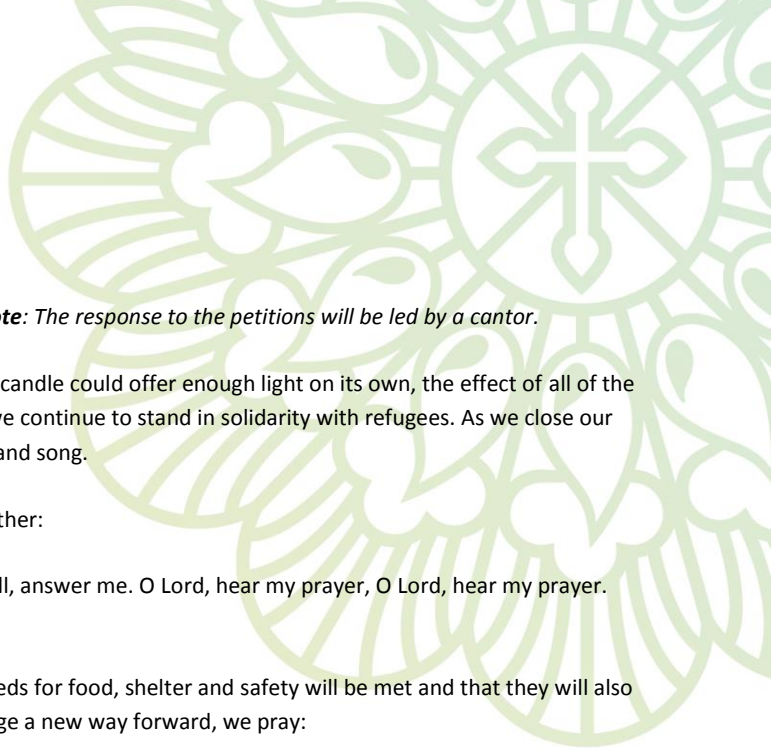 te: The response to the petitions will be led by a cantor.
candle could offer enough light on its own, the effect of all of the
ve continue to stand in solidarity with refugees. As we close our
and song.
ther:
ll, answer me. O Lord, hear my prayer, O Lord, hear my prayer.
eds for food, shelter and safety will be met and that they will also
ge a new way forward, we pray: